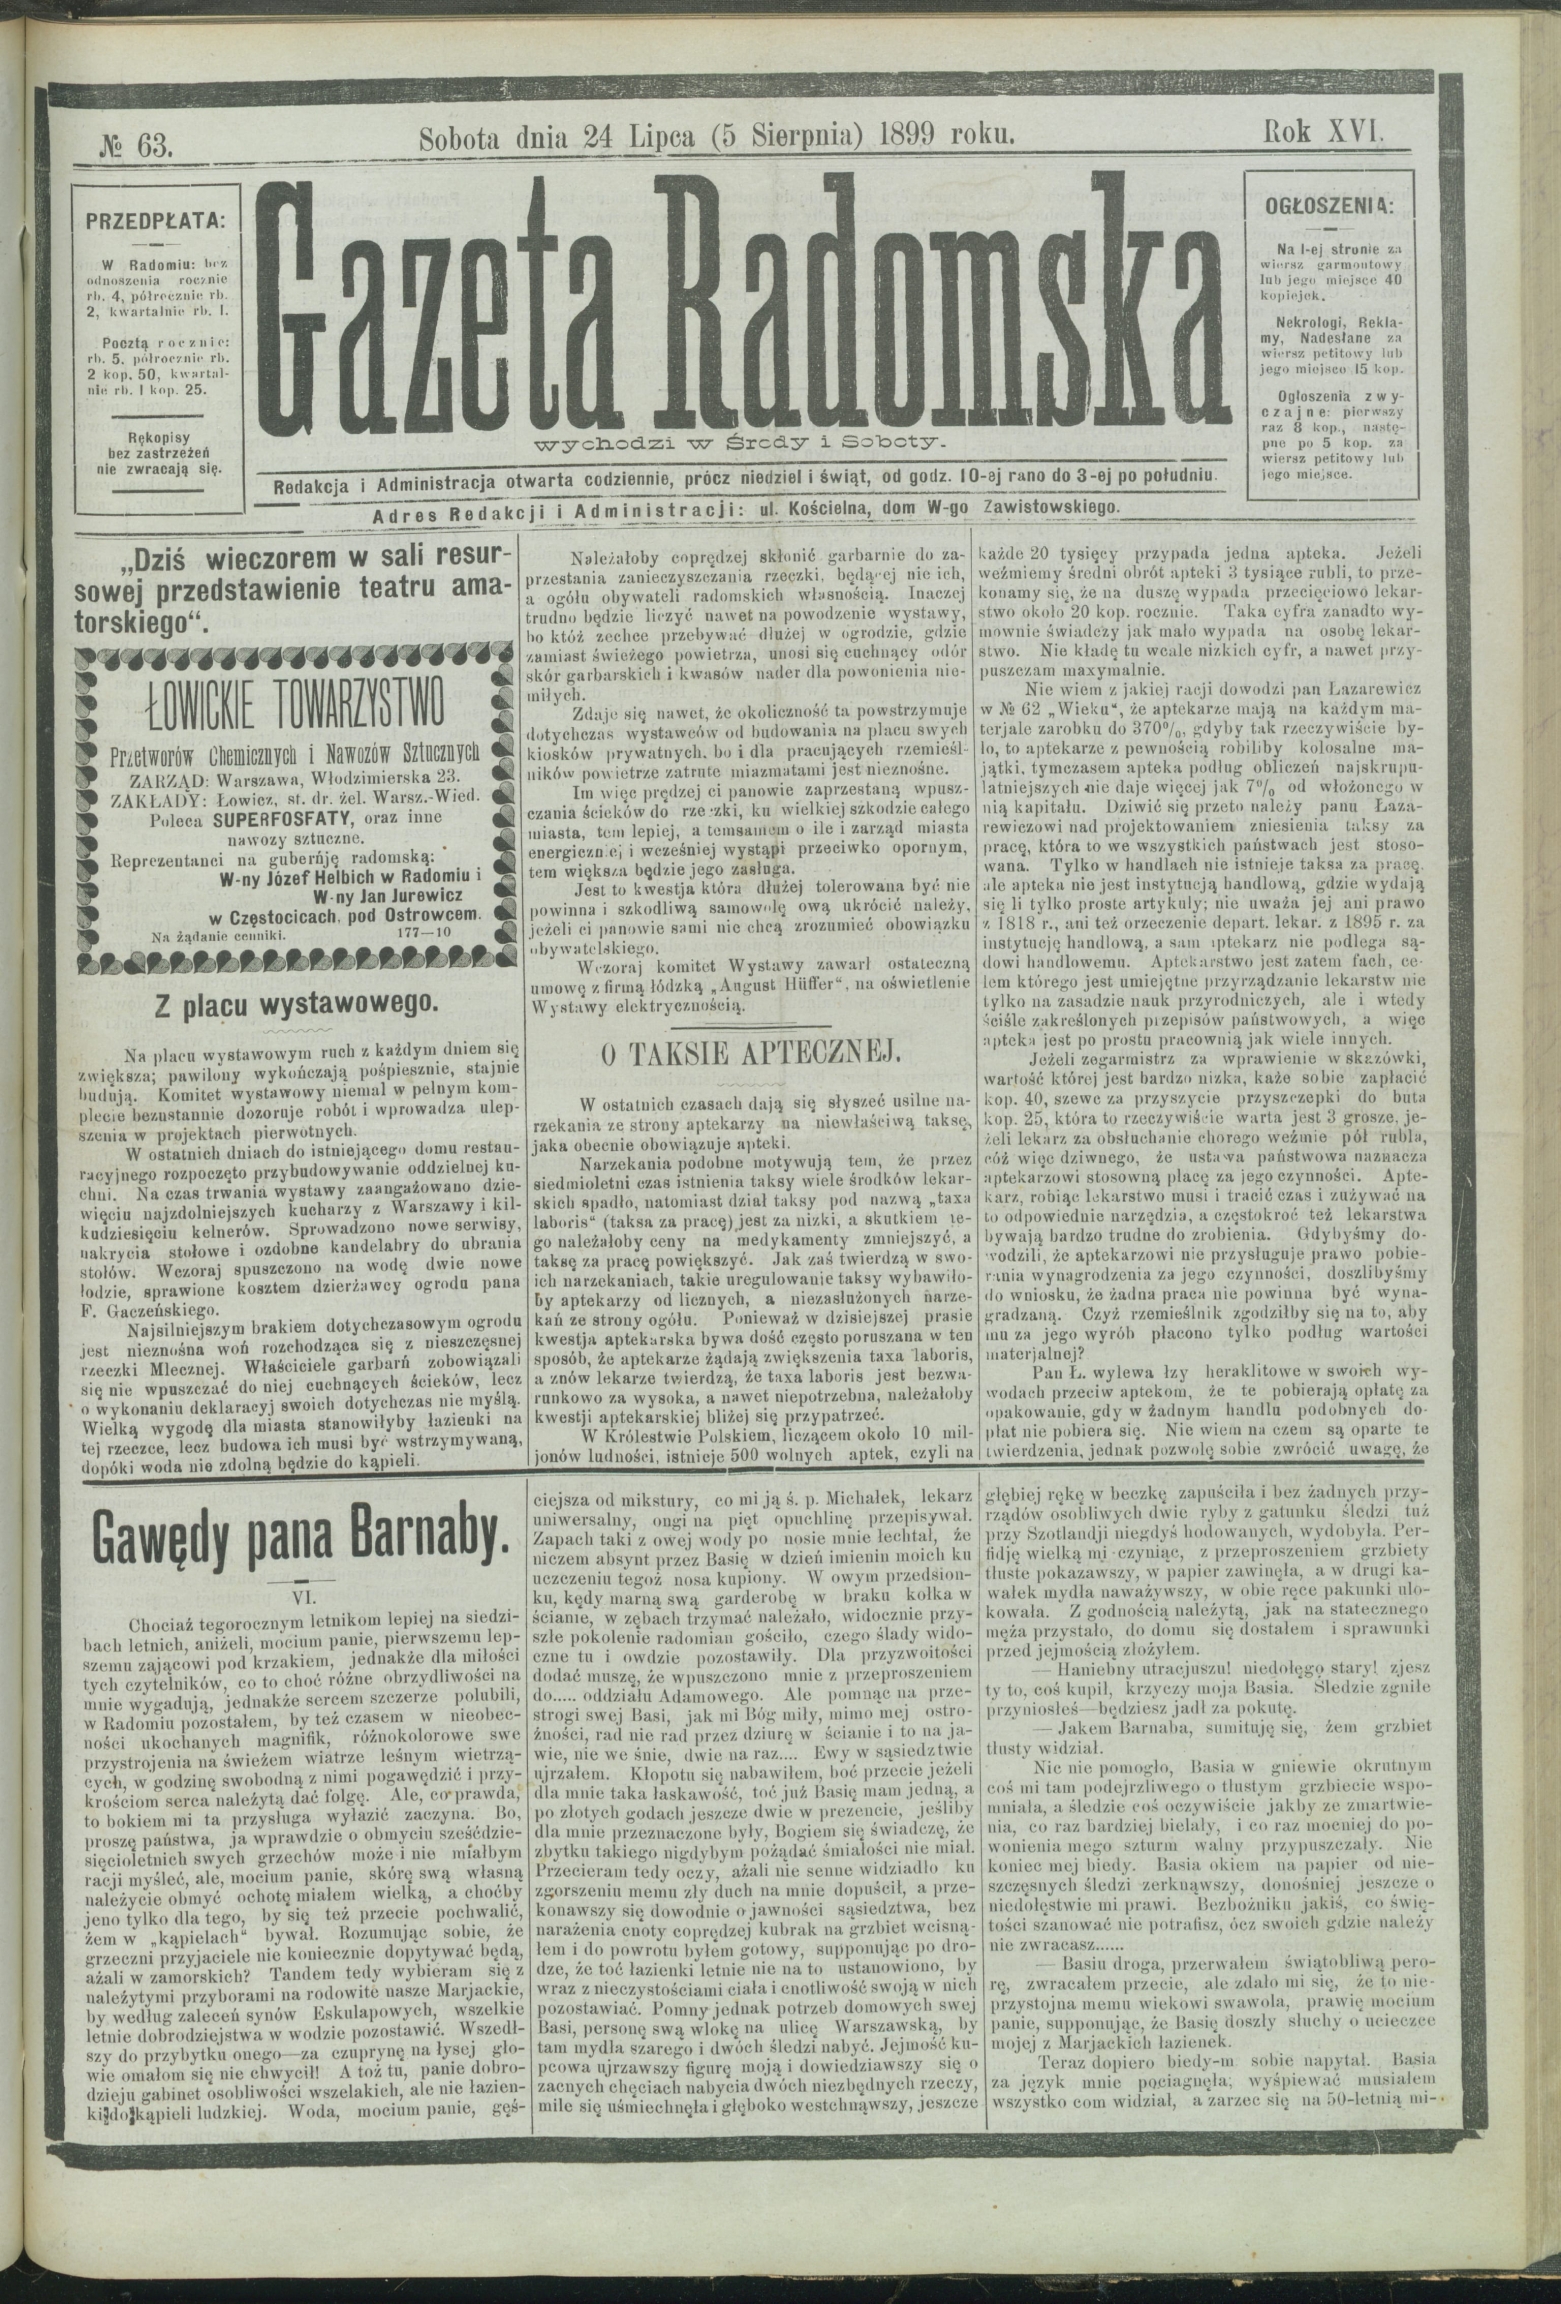 № 63.
Sobota dnia 24 Lipca (5 Sierpnia) 1899 roku.
Rok XVI.
PRZEDPŁATA:
W Radomiu: bez
odnoszenia rocznie
rb. 4, półrocznie rb.
2, kwartalnie rb. 1.
Pocztą rocznie:
rb. 5. półrocznie rb.
2 kop. 50, kwartal-
nie rb. 1 kop. 25.
Rękopisy
bez zastrzeżeń
nie zwracają się.
Gazeta Radomska
wychodzi w Środy i Soboty.
OGŁOSZENIA:
Na I-ej stronie za
wiersz garmontowy
lub jego miejsce 40
kopiejek.
Nekrologi, Rekla-
my, Nadesłane za
wiersz petitowy lub
jego miejsce 15 kop.
Ogłoszenia zwy-
czajne: pierwszy
raz 8 kop., nastę-
pne po 5 kop. za
wiersz petitowy lub
jego miejsce.
Redakcja i Administracja otwarta codziennie, prócz niedziel i świąt, od godz. 10-ej rano do 3-ej po południu.
Adres Redakcji i Administracji: ul. Kościelna, dom W-go Zawistowskiego.
„Dziś wieczorem w sali resur-
sowej przedstawienie teatru ama-
torskiego“.
ŁOWICKIE TOWARZYSTWO
Przetworów Chemicznych i Nawozów Sztucznych
ZARZĄD: Warszawa, Włodzimierska 23.
ZAKŁADY: Łowicz, st. dr. żel. Warsz.-Wied.
Poleca SUPERFOSFATY, oraz inne
nawozy sztuczne.
Reprezentanci na gubernję radomską:
W-ny Józef Helbich w Radomiu i
W-ny Jan Jurewicz
w Częstocicach, pod Ostrowcem.
Na żądanie cenniki. 177—10
Z placu wystawowego.
Na placu wystawowym ruch z każdym dniem się
zwiększa; pawilony wykończają pośpiesznie, stajnie
budują. Komitet wystawowy niemal w pełnym kom-
plecie bezustannie dozoruje robót i wprowadza ulep-
szenia w projektach pierwotnych.
W ostatnich dniach do istniejącego domu restau-
racyjnego rozpoczęto przybudowywanie oddzielnej ku-
chni. Na czas trwania wystawy zaangażowano dzie-
więciu najzdolniejszych kucharzy z Warszawy i kil-
kudziesięciu kelnerów. Sprowadzono nowe serwisy,
nakrycia stołowe i ozdobne kandelabry do ubrania
stołów. Wczoraj spuszczono na wodę dwie nowe
łodzie, sprawione kosztem dzierżawcy ogrodu pana
F. Gaczeńskiego.
Najsilniejszym brakiem dotychczasowym ogrodu
jest nieznośna woń rozchodząca się z nieszczęsnej
rzeczki Mlecznej. Właściciele garbarń zobowiązali
się nie wpuszczać do niej cuchnących ścieków, lecz
o wykonaniu deklaracyj swoich dotychczas nie myślą.
Wielką wygodę dla miasta stanowiłyby łazienki na
tej rzeczce, lecz budowa ich musi być wstrzymywaną,
dopóki woda nie zdolną będzie do kąpieli.
Należałoby coprędzej skłonić garbarnie do za-
przestania zanieczyszczania rzeczki, będącej nie ich,
a ogółu obywateli radomskich własnością. Inaczej
trudno będzie liczyć nawet na powodzenie wystawy,
bo któż zechce przebywać dłużej w ogrodzie, gdzie
zamiast świeżego powietrza, unosi się cuchnący odór
skór garbarskich i kwasów nader dla powonienia nie-
miłych.
Zdaje się nawet, że okoliczność ta powstrzymuje
dotychczas wystawców od budowania na placu swych
kiosków prywatnych, bo i dla pracujących rzemieśl-
ników powietrze zatrute miazmatami jest nieznośne.
Im więc prędzej ci panowie zaprzestaną wpusz-
czania ścieków do rzeczki, ku wielkiej szkodzie całego
miasta, tem lepiej, a temsamem o ile i zarząd miasta
energiczniej i wcześniej wystąpi przeciwko opornym,
tem większa będzie jego zasługa.
Jest to kwestja która dłużej tolerowana być nie
powinna i szkodliwą samowolę ową ukrócić należy,
jeżeli ci panowie sami nie chcą zrozumieć obowiązku
obywatelskiego.
Wczoraj komitet Wystawy zawarł ostateczną
umowę z firmą łódzką „August Hüffer“, na oświetlenie
Wystawy elektrycznością.
O TAKSIE APTECZNEJ.
W ostatnich czasach dają się słyszeć usilne na-
rzekania ze strony aptekarzy na niewłaściwą taksę,
jaka obecnie obowiązuje apteki.
Narzekania podobne motywują tem, że przez
siedmioletni czas istnienia taksy wiele środków lekar-
skich spadło, natomiast dział taksy pod nazwą „taxa
laboris“ (taksa za pracę) jest za nizki, a skutkiem te-
go należałoby ceny na medykamenty zmniejszyć, a
taksę za pracę powiększyć. Jak zaś twierdzą w swo-
ich narzekaniach, takie uregulowanie taksy wybawiło-
by aptekarzy od licznych, a niezasłużonych narze-
kań ze strony ogółu. Ponieważ w dzisiejszej prasie
kwestja aptekarska bywa dość często poruszana w ten
sposób, że aptekarze żądają zwiększenia taxa laboris,
a znów lekarze twierdzą, że taxa laboris jest bezwa-
runkowo za wysoka, a nawet niepotrzebna, należałoby
kwestji aptekarskiej bliżej się przypatrzeć.
W Królestwie Polskiem, liczącem około 10 mil-
jonów ludności, istnieje 500 wolnych aptek, czyli na
każde 20 tysięcy przypada jedna apteka. Jeżeli
weźmiemy średni obrót apteki 3 tysiące rubli, to prze-
konamy się, że na duszę wypada przecięciowo lekar-
stwo około 20 kop. rocznie. Taka cyfra zanadto wy-
mownie świadczy jak mało wypada na osobę lekar-
stwo. Nie kładę tu wcale nizkich cyfr, a nawet przy-
puszczam maxymalnie.
Nie wiem z jakiej racji dowodzi pan Łazarewicz
w № 62 „Wieku“, że aptekarze mają na każdym ma-
terjale zarobku do 370%, gdyby tak rzeczywiście by-
ło, to aptekarze z pewnością robiliby kolosalne ma-
jątki, tymczasem apteka podług obliczeń najskrupu-
latniejszych nie daje więcej jak 7% od włożonego w
nią kapitału. Dziwić się przeto należy panu Łaza-
rewiczowi nad projektowaniem zniesienia taksy za
pracę, która to we wszystkich państwach jest stoso-
wana. Tylko w handlach nie istnieje taksa za pracę,
ale apteka nie jest instytucją handlową, gdzie wydają
się li tylko proste artykuły; nie uważa jej ani prawo
z 1818 r., ani też orzeczenie depart. lekar. z 1895 r. za
instytucję handlową, a sam aptekarz nie podlega są-
dowi handlowemu. Aptekarstwo jest zatem fach, ce-
lem którego jest umiejętne przyrządzanie lekarstw nie
tylko na zasadzie nauk przyrodniczych, ale i wtedy
ściśle zakreślonych przepisów państwowych, a więc
apteka jest po prostu pracownią jak wiele innych.
Jeżeli zegarmistrz za wprawienie w skazówki,
wartość której jest bardzo nizka, każe sobie zapłacić
kop. 40, szewc za przyszycie przyszczepki do buta
kop. 25, która to rzeczywiście warta jest 3 grosze, je-
żeli lekarz za obsłuchanie chorego weźmie pół rubla,
cóż więc dziwnego, że ustawa państwowa naznacza
aptekarzowi stosowną płacę za jego czynności. Apte-
karz, robiąc lekarstwo musi i tracić czas i zużywać na
to odpowiednie narzędzia, a częstokroć też lekarstwa
bywają bardzo trudne do zrobienia. Gdybyśmy do-
wodzili, że aptekarzowi nie przysługuje prawo pobie-
rania wynagrodzenia za jego czynności, doszlibyśmy
do wniosku, że żadna praca nie powinna być wyna-
gradzaną. Czyż rzemieślnik zgodziłby się na to, aby
mu za jego wyrób płacono tylko podług wartości
materjalnej?
Pan Ł. wylewa łzy heraklitowe w swoich wy-
wodach przeciw aptekom, że te pobierają opłatę za
opakowanie, gdy w żadnym handlu podobnych do-
płat nie pobiera się. Nie wiem na czem są oparte te
twierdzenia, jednak pozwolę sobie zwrócić uwagę, że
Gawędy pana Barnaby.
VI.
Chociaż tegorocznym letnikom lepiej na siedzi-
bach letnich, aniżeli, mocium panie, pierwszemu lep-
szemu zającowi pod krzakiem, jednakże dla miłości
tych czytelników, co to choć różne obrzydliwości na
mnie wygadują, jednakże sercem szczerze polubili,
w Radomiu pozostałem, by też czasem w nieobec-
ności ukochanych magnifik, różnokolorowe swe
przystrojenia na świeżem wiatrze leśnym wietrzą-
cych, w godzinę swobodną z nimi pogawędzić i przy-
krościom serca należytą dać folgę. Ale, co prawda,
to bokiem mi ta przysługa wyłazić zaczyna. Bo,
proszę państwa, ja wprawdzie o obmyciu sześćdzie-
sięcioletnich swych grzechów może i nie miałbym
racji myśleć, ale, mocium panie, skórę swą własną
należycie obmyć ochotę miałem wielką, a choćby
jeno tylko dla tego, by się też przecie pochwalić,
żem w „kąpielach“ bywał. Rozumując sobie, że
grzeczni przyjaciele nie koniecznie dopytywać będą,
ażali w zamorskich? Tandem tedy wybieram się z
należytymi przyborami na rodowite nasze Marjackie,
by według zaleceń synów Eskulapowych, wszelkie
letnie dobrodziejstwa w wodzie pozostawić. Wszedł-
szy do przybytku onego—za czuprynę na łysej gło-
wie omałom się nie chwycił! A toż tu, panie dobro-
dzieju gabinet osobliwości wszelakich, ale nie łazien-
ki do kąpieli ludzkiej. Woda, mocium panie, gęś-
ciejsza od mikstury, co mi ją ś. p. Michałek, lekarz
uniwersalny, ongi na pięt opuchlinę przepisywał.
Zapach taki z owej wody po nosie mnie łechtał, że
niczem absynt przez Basię w dzień imienin moich ku
uczczeniu tegoż nosa kupiony. W owym przedsion-
ku, kędy marną swą garderobę w braku kołka w
ścianie, w zębach trzymać należało, widocznie przy-
szłe pokolenie radomian gościło, czego ślady wido-
czne tu i owdzie pozostawiły. Dla przyzwoitości
dodać muszę, że wpuszczono mnie z przeproszeniem
do..... oddziału Adamowego. Ale pomnąc na prze-
strogi swej Basi, jak mi Bóg miły, mimo mej ostro-
żności, rad nie rad przez dziurę w ścianie i to na ja-
wie, nie we śnie, dwie na raz.... Ewy w sąsiedztwie
ujrzałem. Kłopotu się nabawiłem, boć przecie jeżeli
dla mnie taka łaskawość, toć już Basię mam jedną, a
po złotych godach jeszcze dwie w prezencie, jeśliby
dla mnie przeznaczone były, Bogiem się świadczę, że
zbytku takiego nigdybym pożądać śmiałości nie miał.
Przecieram tedy oczy, ażali nie senne widziadło ku
zgorszeniu memu zły duch na mnie dopuścił, a prze-
konawszy się dowodnie o jawności sąsiedztwa, bez
narażenia cnoty coprędzej kubrak na grzbiet wcisną-
łem i do powrotu byłem gotowy, supponując po dro-
dze, że toć łazienki letnie nie na to ustanowiono, by
wraz z nieczystościami ciała i cnotliwość swoją w nich
pozostawiać. Pomny jednak potrzeb domowych swej
Basi, personę swą wlokę na ulicę Warszawską, by
tam mydła szarego i dwóch śledzi nabyć. Jejmość ku-
pcowa ujrzawszy figurę moją i dowiedziawszy się o
zacnych chęciach nabycia dwóch niezbędnych rzeczy,
mile się uśmiechnęła i głęboko westchnąwszy, jeszcze
głębiej rękę w beczkę zapuściła i bez żadnych przy-
rządów osobliwych dwie ryby z gatunku śledzi tuż
przy Szotlandji niegdyś hodowanych, wydobyła. Per-
fidję wielką mi czyniąc, z przeproszeniem grzbiety
tłuste pokazawszy, w papier zawinęła, a w drugi ka-
wałek mydła naważywszy, w obie ręce pakunki ulo-
kowała. Z godnością należytą, jak na statecznego
męża przystało, do domu się dostałem i sprawunki
przed jejmością złożyłem.
— Haniebny utracjuszu! niedołęgo stary! zjesz
ty to, coś kupił, krzyczy moja Basia. Śledzie zgniłe
przyniosłeś—będziesz jadł za pokutę.
— Jakem Barnaba, sumituję się, żem grzbiet
tłusty widział.
Nic nie pomogło, Basia w gniewie okrutnym
coś mi tam podejrzliwego o tłustym grzbiecie wspo-
mniała, a śledzie coś oczywiście jakby ze zmartwie-
nia, co raz bardziej bielały, i co raz mocniej do po-
wonienia mego szturm walny przypuszczały. Nie
koniec mej biedy. Basia okiem na papier od nie-
szczęsnych śledzi zerknąwszy, donośniej jeszcze o
niedołęstwie mi prawi. Bezbożniku jakiś, co świę-
tości szanować nie potrafisz, ócz swoich gdzie należy
nie zwracasz......
— Basiu droga, przerwałem świątobliwą pero-
rę, zwracałem przecie, ale zdało mi się, że to nie-
przystojna memu wiekowi swawola, prawię mocium
panie, supponując, że Basię doszły słuchy o ucieczce
mojej z Marjackich łazienek.
Teraz dopiero biedy-m sobie napytał. Basia
za język mnie pociągnęła, wyśpiewać musiałem
wszystko com widział, a zarzec się na 50-letnią mi-